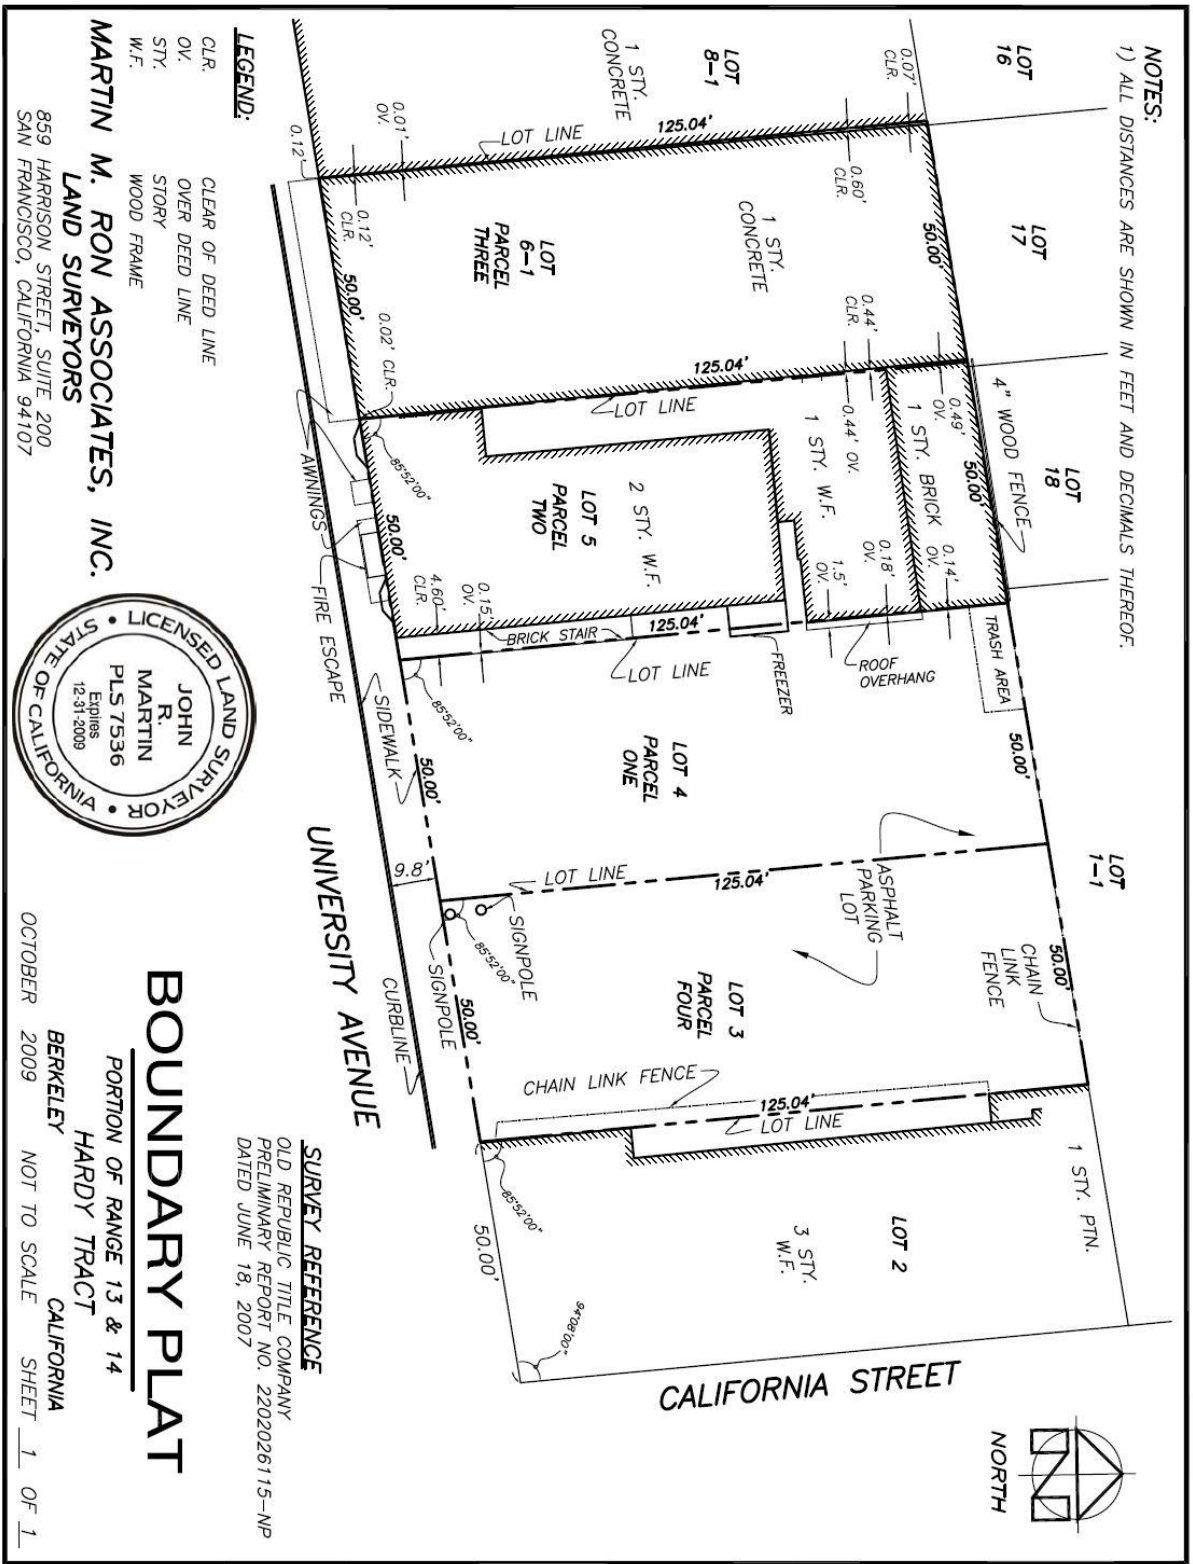 NOTES:
1) ALL DISTANCES ARE SHOWN IN FEET AND DECIMALS THEREOF.
LOT
16
LOT
17
LOT
18
LOT
1-1
0.07'
CLR.
LOT
8-1
1 STY.
CONCRETE
LOT LINE
125.04'
0.60'
CLR.
50.00'
1 STY.
CONCRETE
LOT
6-1
PARCEL
THREE
0.01'
OV.
0.12'
0.12'
CLR.
50.00'
0.02' CLR.
0.44'
CLR.
125.04'
LOT LINE
0.44' OV.
0.49'
OV.
4" WOOD FENCE
50.00'
1 STY. BRICK
1 STY. W.F.
0.14'
OV.
0.18'
OV.
1.5'
OV.
2 STY. W.F.
LOT 5
PARCEL
TWO
85°52'00"
50.00'
4.60'
CLR.
0.15'
OV.
BRICK STAIR
125.04'
LOT LINE
FREEZER
ROOF
OVERHANG
TRASH AREA
50.00'
LOT 4
PARCEL
ONE
85°52'00"
50.00'
AWNINGS
FIRE ESCAPE
SIDEWALK
9.8'
LOT LINE
125.04'
ASPHALT
PARKING
LOT
CHAIN
LINK
FENCE
50.00'
SIGNPOLE
85°52'00"
SIGNPOLE
50.00'
LOT 3
PARCEL
FOUR
CHAIN LINK FENCE
125.04'
LOT LINE
CURBLINE
UNIVERSITY AVENUE
1 STY. PTN.
LOT 2
3 STY.
W.F.
85°52'00"
50.00'
94°08'00"
CALIFORNIA STREET
NORTH
LEGEND:
CLR. CLEAR OF DEED LINE
OV. OVER DEED LINE
STY. STORY
W.F. WOOD FRAME
SURVEY REFERENCE
OLD REPUBLIC TITLE COMPANY
PRELIMINARY REPORT NO. 2202026115-NP
DATED JUNE 18, 2007
MARTIN M. RON ASSOCIATES, INC.
LAND SURVEYORS
859 HARRISON STREET, SUITE 200
SAN FRANCISCO, CALIFORNIA 94107
LICENSED LAND SURVEYOR
STATE OF CALIFORNIA
JOHN
R.
MARTIN
PLS 7536
Expires
12-31-2009
BOUNDARY PLAT
PORTION OF RANGE 13 & 14
HARDY TRACT
BERKELEY CALIFORNIA
OCTOBER 2009 NOT TO SCALE SHEET 1 OF 1